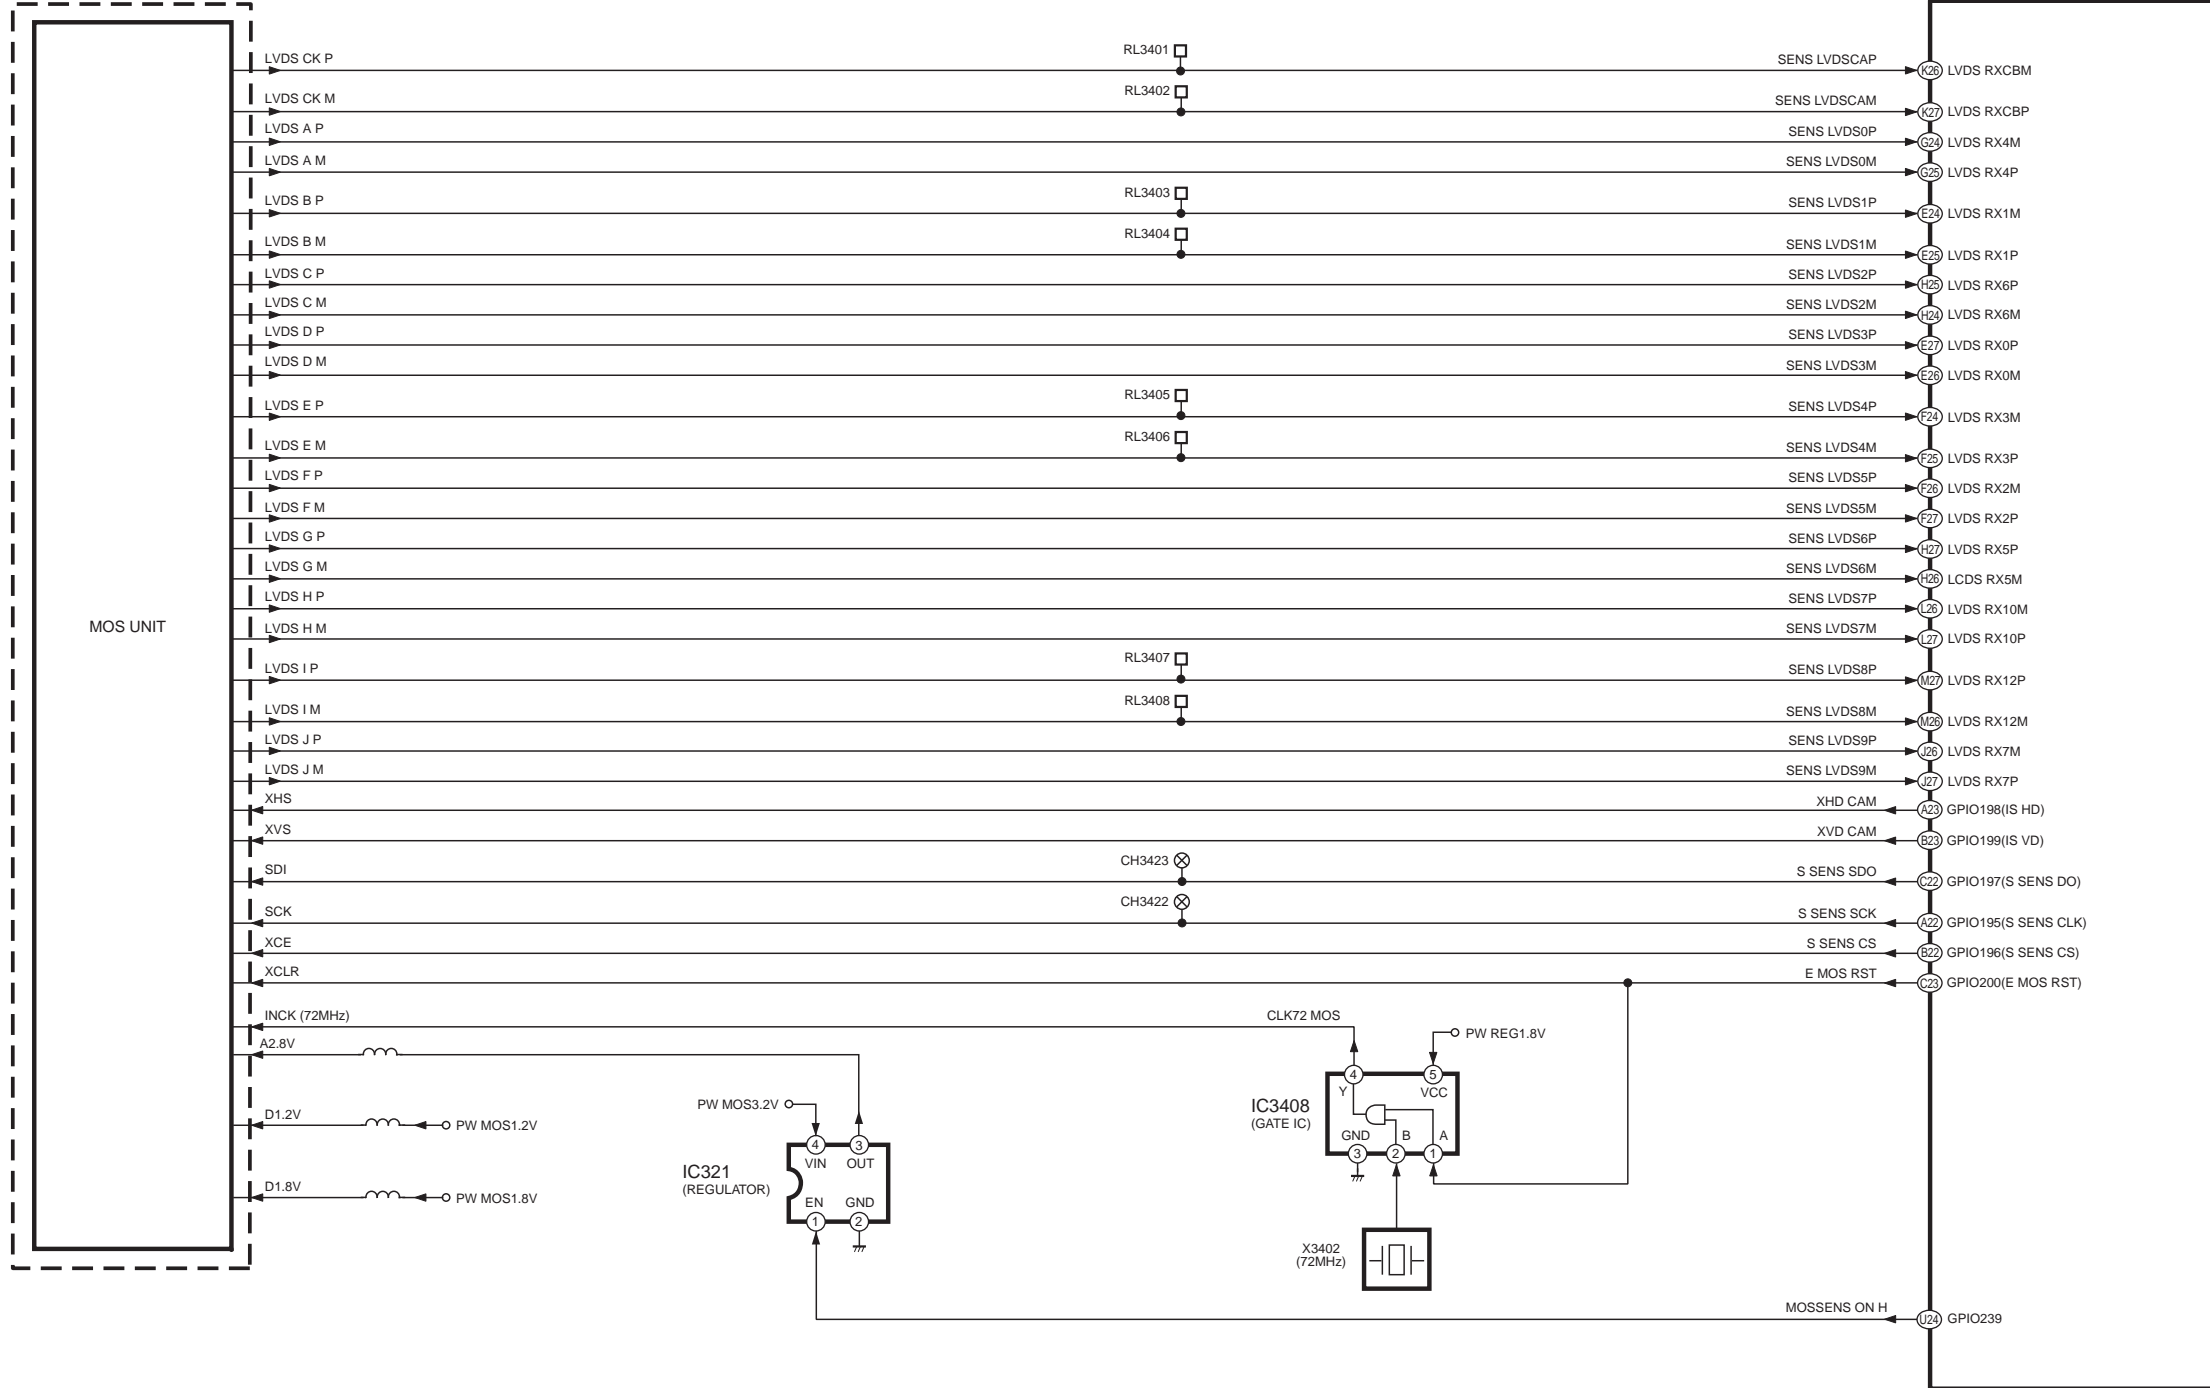 RL3401
LVDS CK P
SENS LVDSCAP
K26 LVDS RXCBM
RL3402
LVDS CK M
SENS LVDSCAM
K27 LVDS RXCBP
LVDS A P
SENS LVDS0P
G24 LVDS RX4M
LVDS A M
SENS LVDS0M
G25 LVDS RX4P
RL3403
LVDS B P
SENS LVDS1P
E24 LVDS RX1M
RL3404
LVDS B M
SENS LVDS1M
E25 LVDS RX1P
LVDS C P
SENS LVDS2P
H25 LVDS RX6P
LVDS C M
SENS LVDS2M
H24 LVDS RX6M
LVDS D P
SENS LVDS3P
E27 LVDS RX0P
LVDS D M
SENS LVDS3M
E26 LVDS RX0M
RL3405
LVDS E P
SENS LVDS4P
F24 LVDS RX3M
RL3406
LVDS E M
SENS LVDS4M
F25 LVDS RX3P
LVDS F P
SENS LVDS5P
F26 LVDS RX2M
LVDS F M
SENS LVDS5M
F27 LVDS RX2P
LVDS G P
SENS LVDS6P
H27 LVDS RX5P
LVDS G M
SENS LVDS6M
H26 LCDS RX5M
LVDS H P
SENS LVDS7P
L26 LVDS RX10M
MOS UNIT
LVDS H M
SENS LVDS7M
L27 LVDS RX10P
RL3407
LVDS I P
SENS LVDS8P
M27 LVDS RX12P
RL3408
LVDS I M
SENS LVDS8M
M26 LVDS RX12M
LVDS J P
SENS LVDS9P
J26 LVDS RX7M
LVDS J M
SENS LVDS9M
J27 LVDS RX7P
XHS
XHD CAM
A23 GPIO198(IS HD)
XVS
XVD CAM
B23 GPIO199(IS VD)
CH3423
SDI
S SENS SDO
C22 GPIO197(S SENS DO)
CH3422
SCK
S SENS SCK
A22 GPIO195(S SENS CLK)
XCE
S SENS CS
B22 GPIO196(S SENS CS)
XCLR
E MOS RST
C23 GPIO200(E MOS RST)
INCK (72MHz)
CLK72 MOS
PW REG1.8V
A2.8V
4
5
Y
VCC
PW MOS3.2V
IC3408
(GATE IC)
D1.2V
PW MOS1.2V
GND
B
A
4
3
3
2
1
VIN
OUT
IC321
(REGULATOR)
D1.8V
PW MOS1.8V
EN
GND
1
2
X3402
(72MHz)
MOSSENS ON H
U24 GPIO239